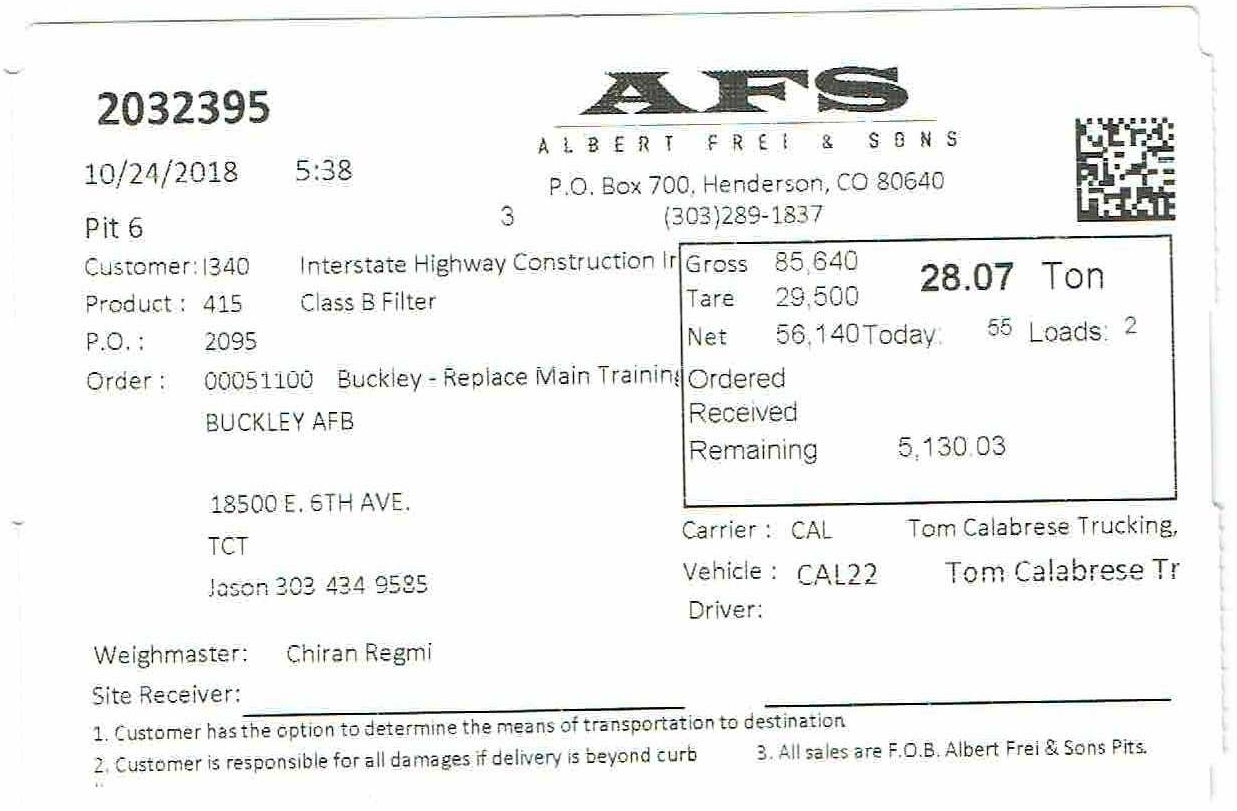 2032395
AFS
ALBERT FREI & SONS
10/24/2018 5:38
P.O. Box 700, Henderson, CO 80640
Pit 6 3 (303)289-1837
Customer: I340 Interstate Highway Construction Ir
Gross 85,640 28.07 Ton
Product : 415 Class B Filter
Tare 29,500
P.O. : 2095
Net 56,140 Today: 55 Loads: 2
Order : 00051100 Buckley - Replace Main Training
Ordered
BUCKLEY AFB
Received
Remaining 5,130.03
18500 E. 6TH AVE.
Carrier : CAL Tom Calabrese Trucking,
TCT
Vehicle : CAL22 Tom Calabrese Tr
Jason 303 434 9585
Driver:
Weighmaster: Chiran Regmi
Site Receiver:
1. Customer has the option to determine the means of transportation to destination
2. Customer is responsible for all damages if delivery is beyond curb 3. All sales are F.O.B. Albert Frei & Sons Pits.